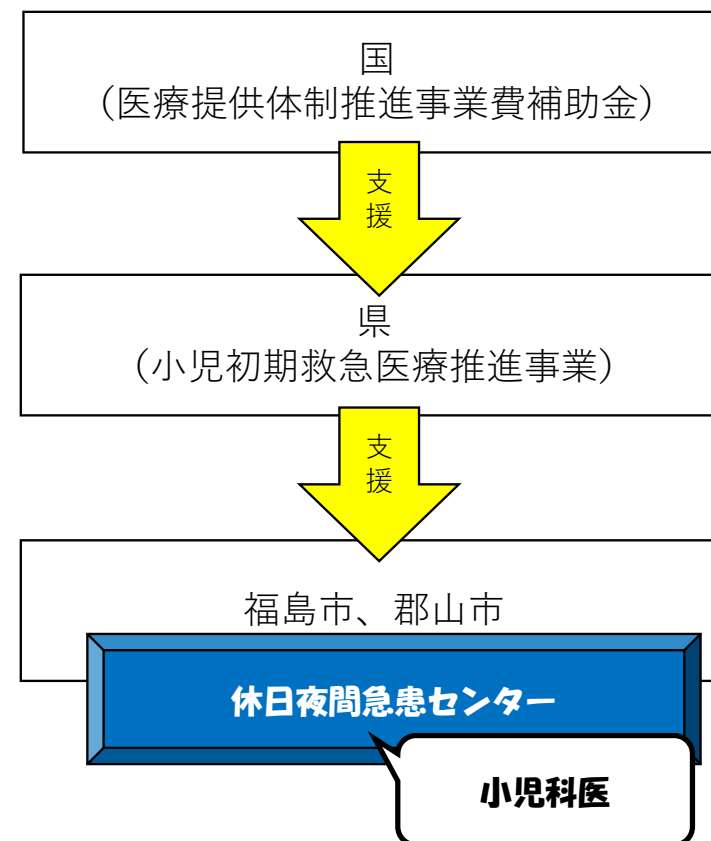 国
（医療提供体制推進事業費補助金）
支援
県
（小児初期救急医療推進事業）
支援
福島市、郡山市
休日夜間急患センター
小児科医